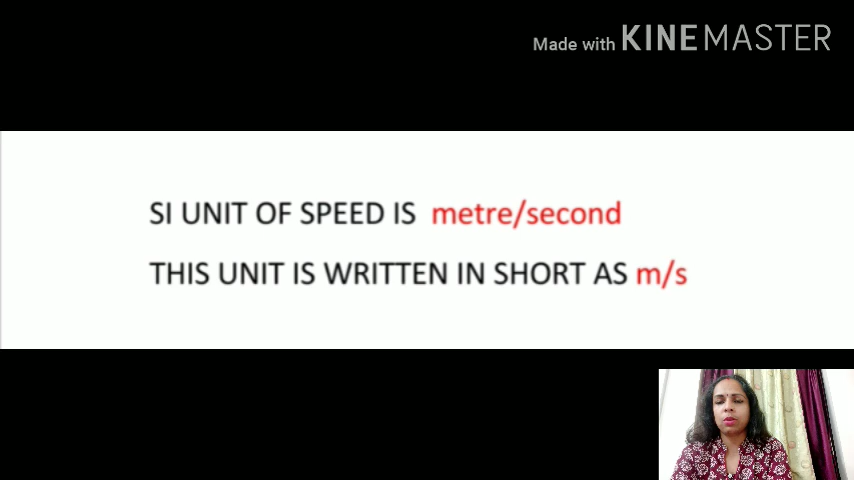 Made with KINEMASTER
SI UNIT OF SPEED IS metre/second
THIS UNIT IS WRITTEN IN SHORT AS m/s